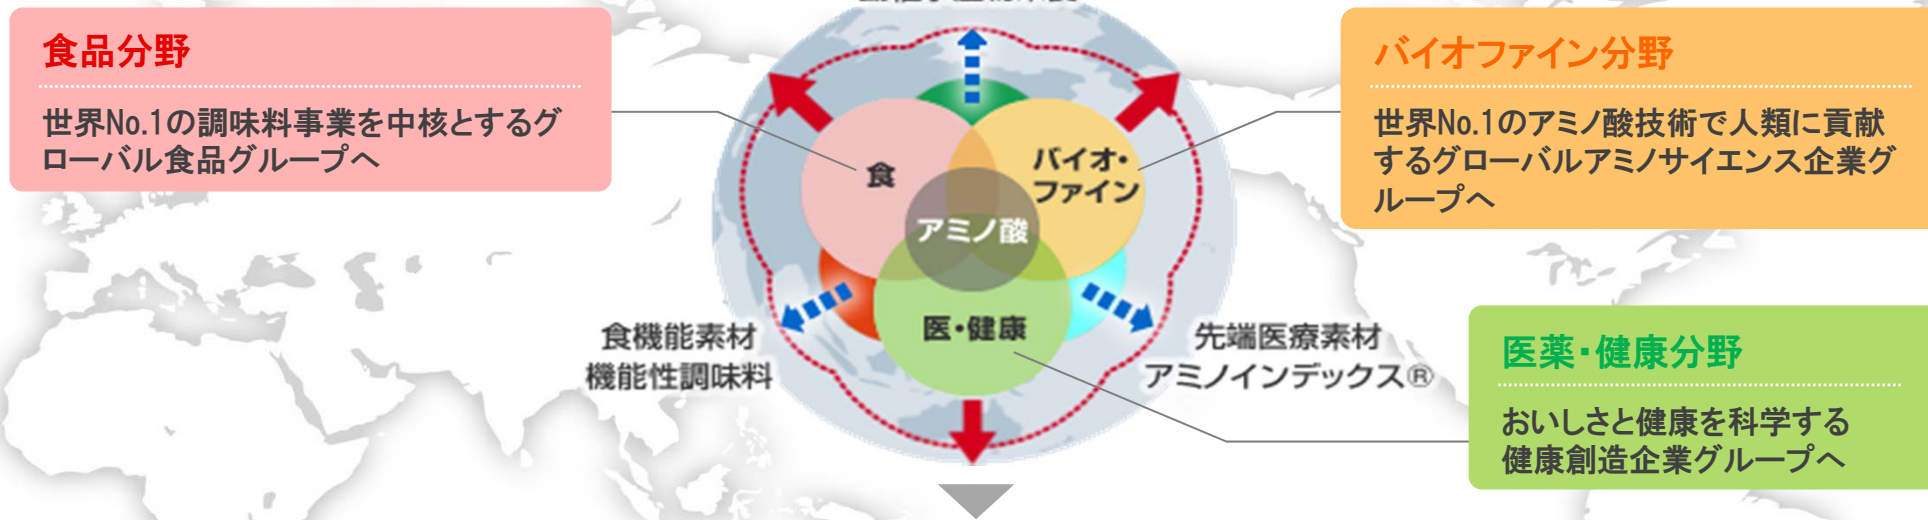 食品分野
世界No.1の調味料事業を中核とするグ
ローバル食品グループへ
バイオファイン分野
世界No.1のアミノ酸技術で人類に貢献
するグローバルアミノサイエンス企業グ
ループへ
食
バイオ・
ファイン
アミノ酸
医・健康
食機能素材
機能性調味料
先端医療素材
アミノインデックス®
医薬・健康分野
おいしさと健康を科学する
健康創造企業グループへ